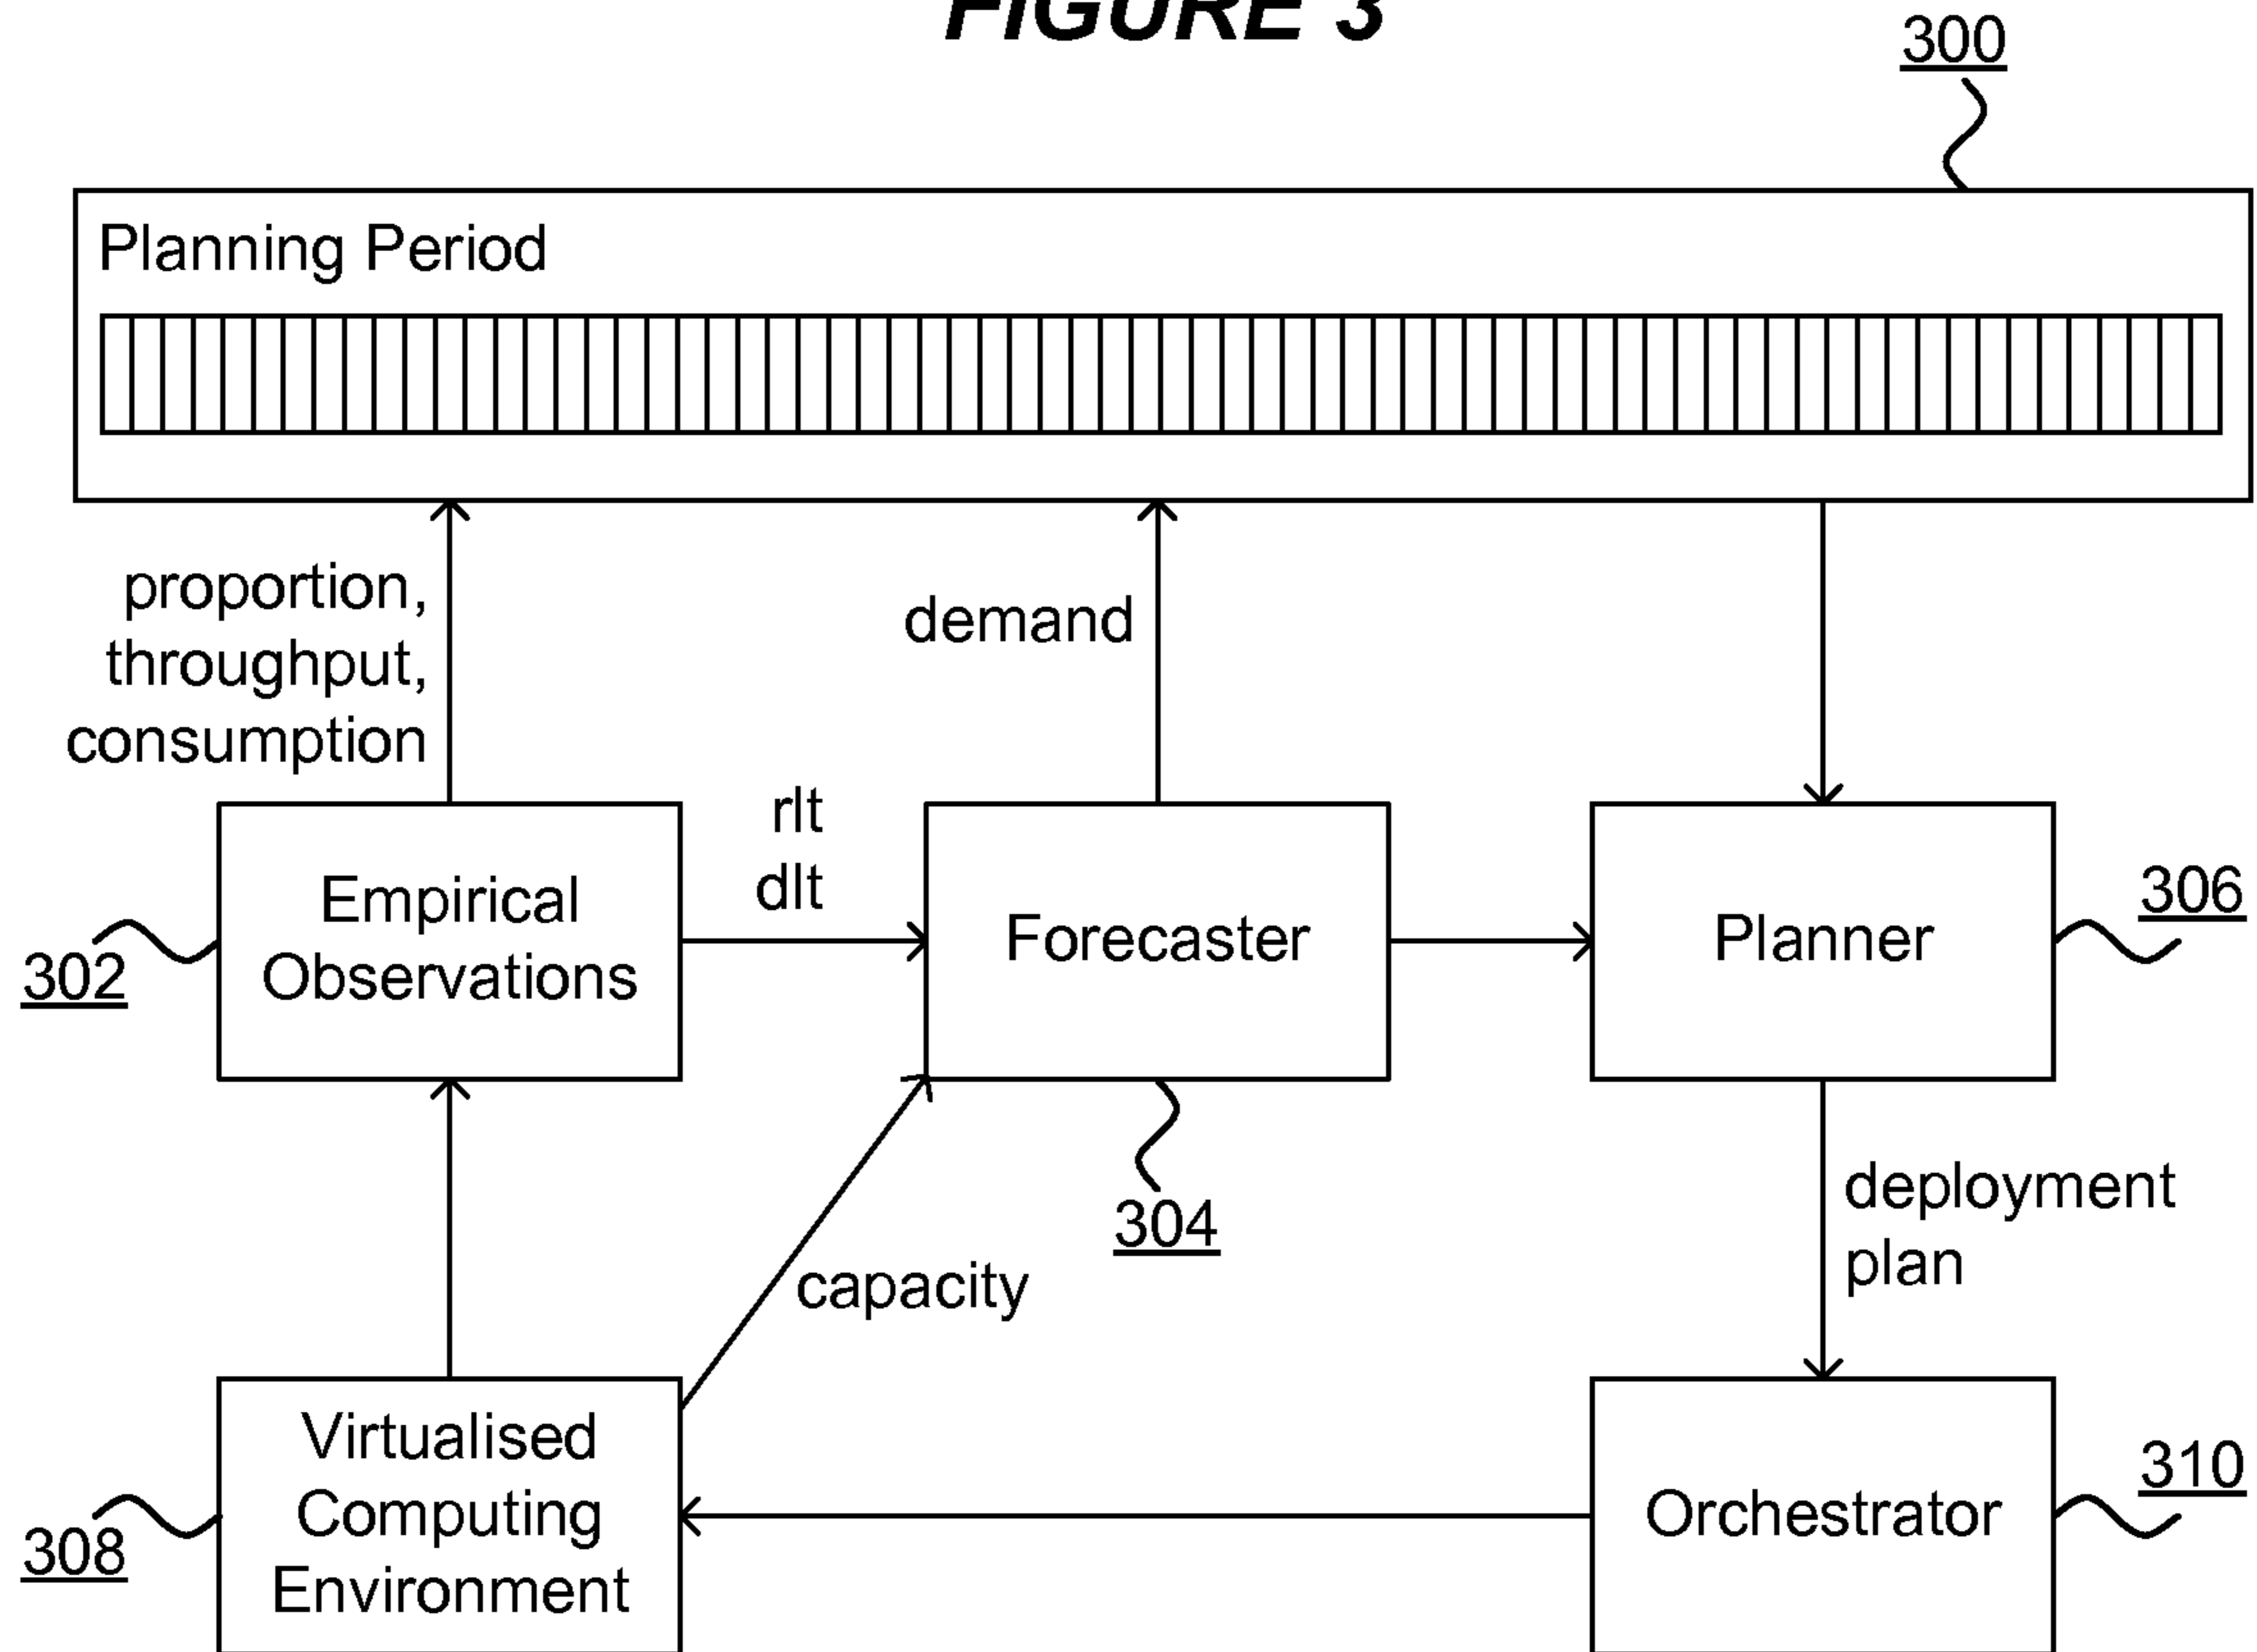 FIGURE 3
300
Planning Period
proportion,
throughput,
consumption
demand
rlt
dlt
Empirical
Observations
302
Forecaster
304
Planner
306
capacity
deployment
plan
Virtualised
Computing
Environment
308
Orchestrator
310